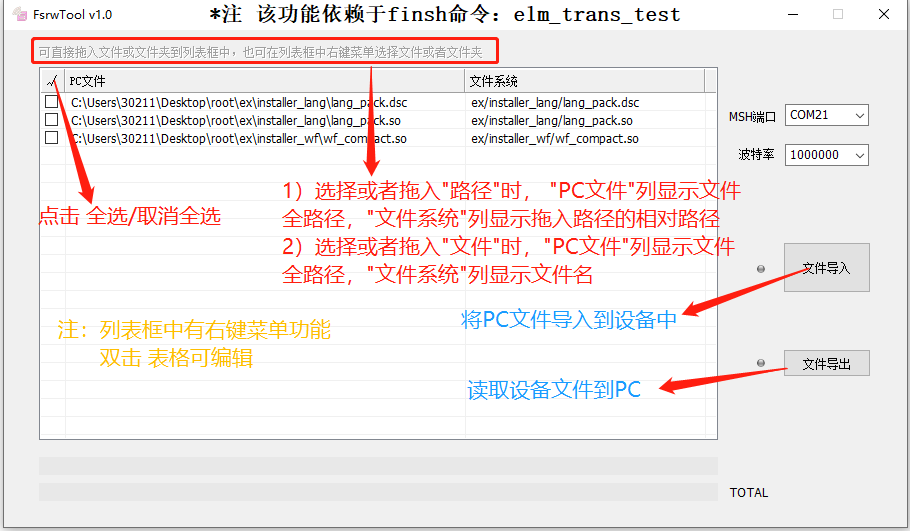 FsrwTool v1.0
*注 该功能依赖于finsh命令：elm_trans_test
可直接拖入文件或文件夹到列表框中，也可在列表框中右键菜单选择文件或者文件夹
PC文件 文件系统
C:\Users\30211\Desktop\root\ex\installer_lang\lang_pack.dsc ex/installer_lang/lang_pack.dsc
C:\Users\30211\Desktop\root\ex\installer_lang\lang_pack.so ex/installer_lang/lang_pack.so
C:\Users\30211\Desktop\root\ex\installer_wf\wf_compact.so ex/installer_wf/wf_compact.so
MSH端口 COM21
波特率 1000000
点击 全选/取消全选
1）选择或者拖入"路径"时， "PC文件"列显示文件
全路径，"文件系统"列显示拖入路径的相对路径
2）选择或者拖入"文件"时，"PC文件"列显示文件
全路径，"文件系统"列显示文件名
文件导入
将PC文件导入到设备中
注：列表框中有右键菜单功能
双击 表格可编辑
文件导出
读取设备文件到PC
TOTAL